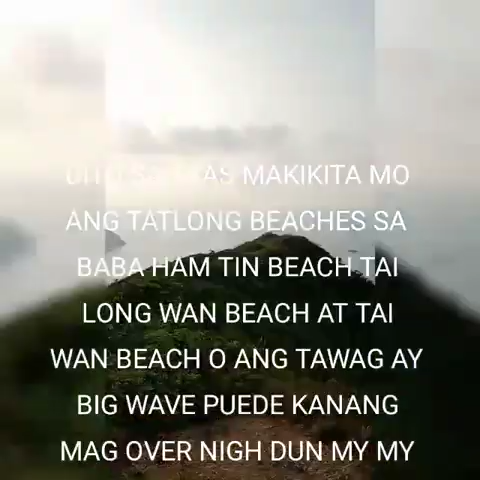 DITO SA TAAS MAKIKITA MO
ANG TATLONG BEACHES SA
BABA HAM TIN BEACH TAI
LONG WAN BEACH AT TAI
WAN BEACH O ANG TAWAG AY
BIG WAVE PUEDE KANANG
MAG OVER NIGH DUN MY MY